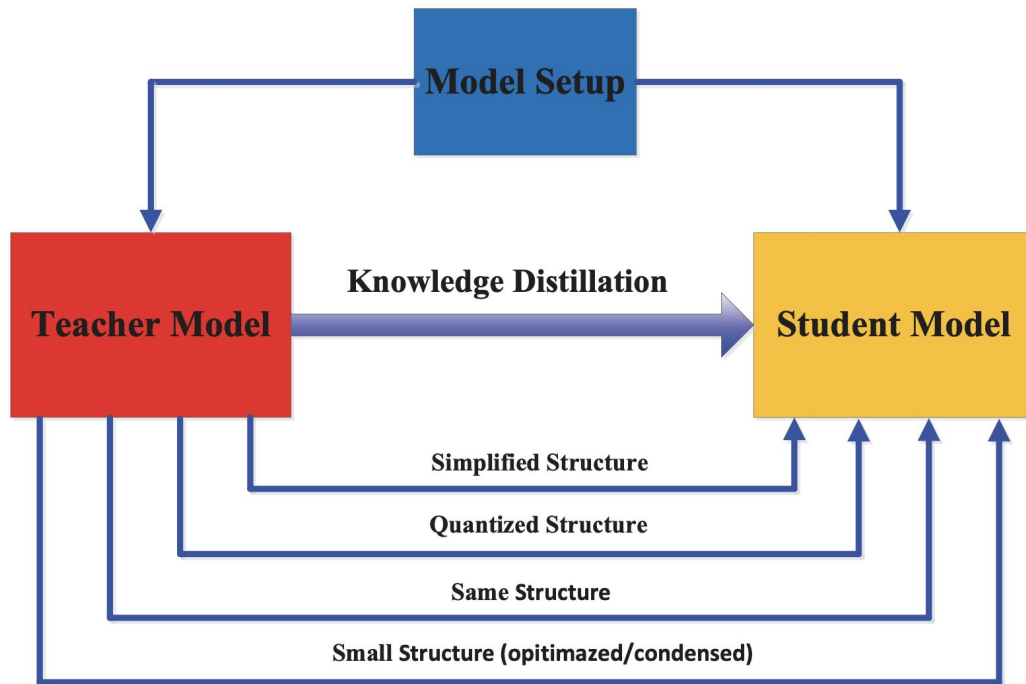 Model Setup
Knowledge Distillation
Teacher Model
Student Model
Simplified Structure
Quantized Structure
Same Structure
Small Structure (opitimazed/condensed)